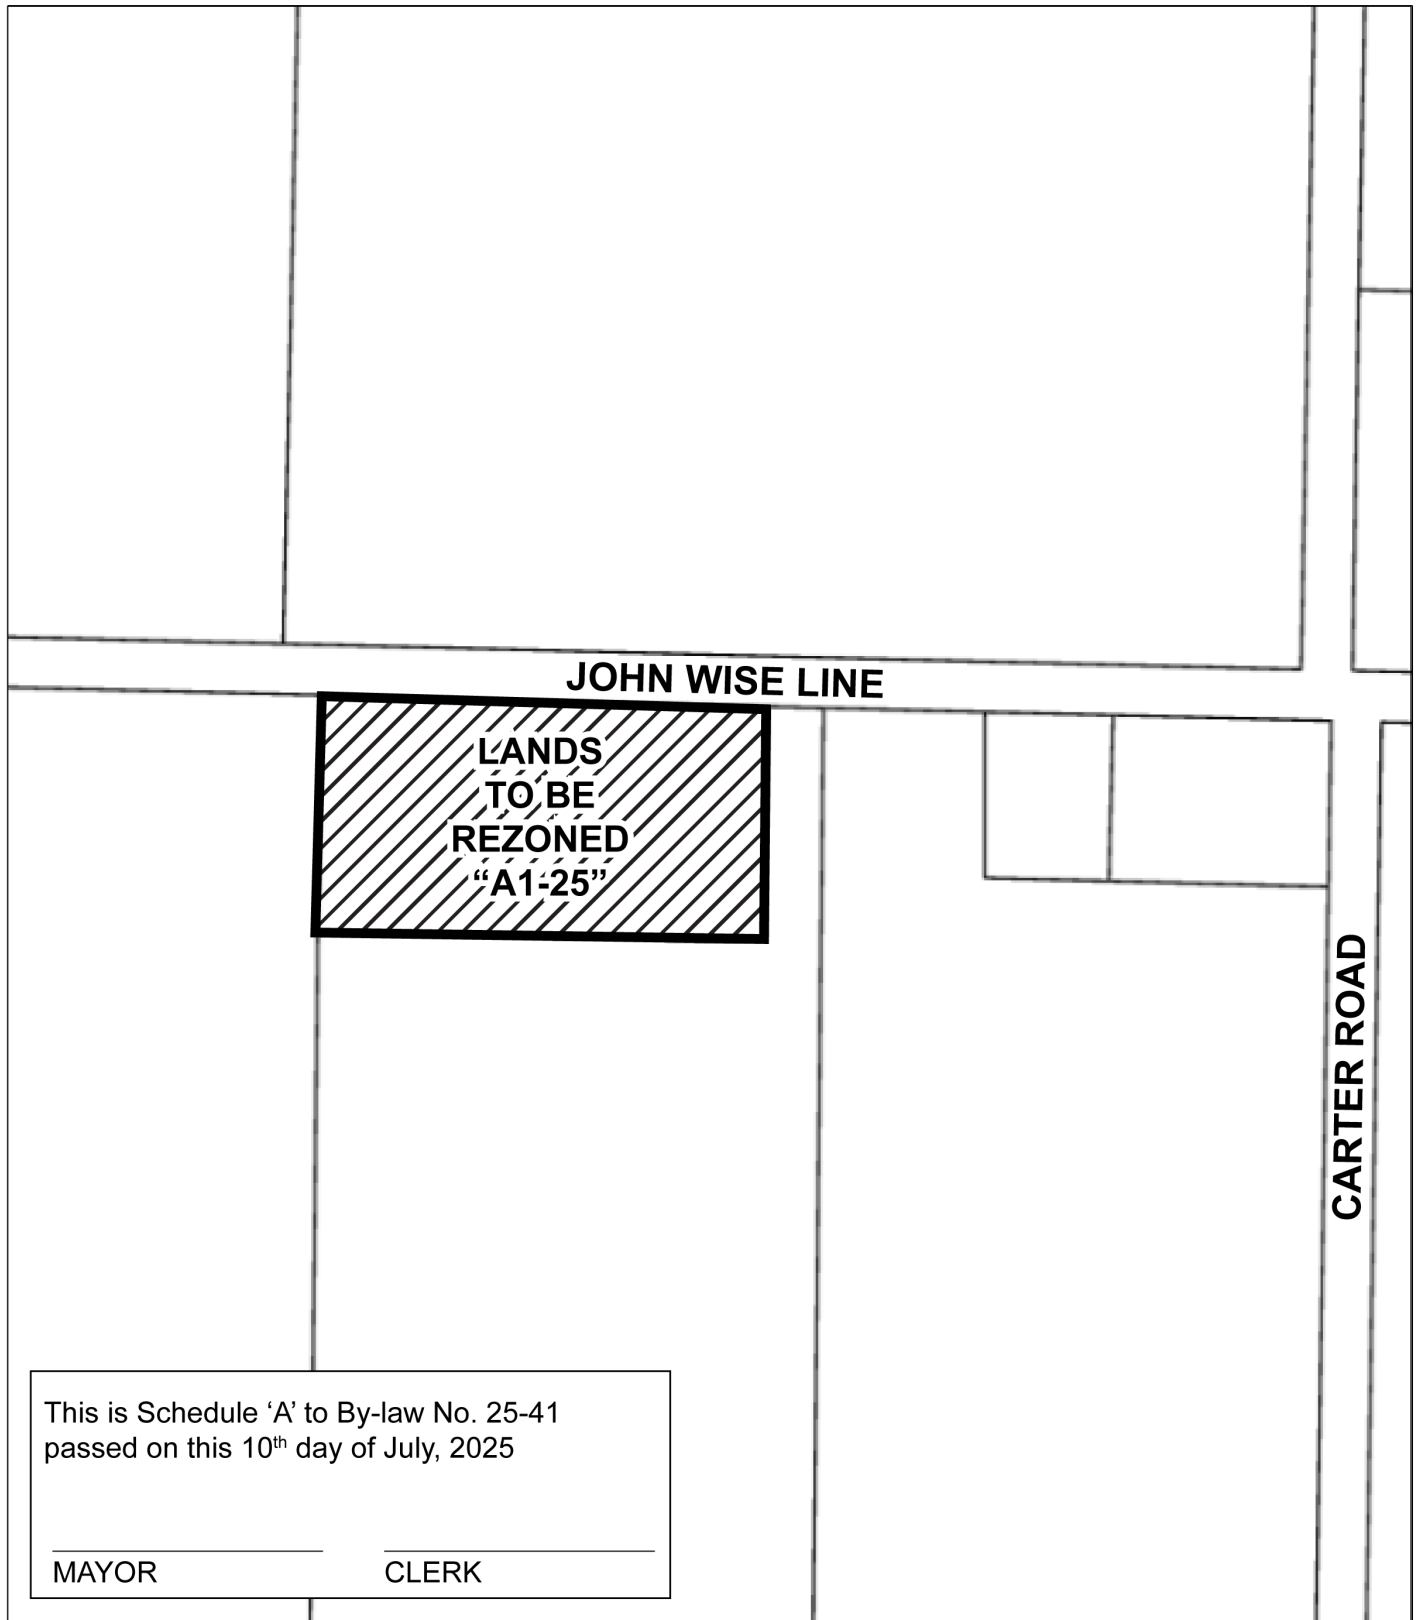 JOHN WISE LINE
LANDS
TO BE
REZONED
“A1-25”
CARTER ROAD
This is Schedule ‘A’ to By-law No. 25-41
passed on this 10th day of July, 2025
MAYOR
CLERK